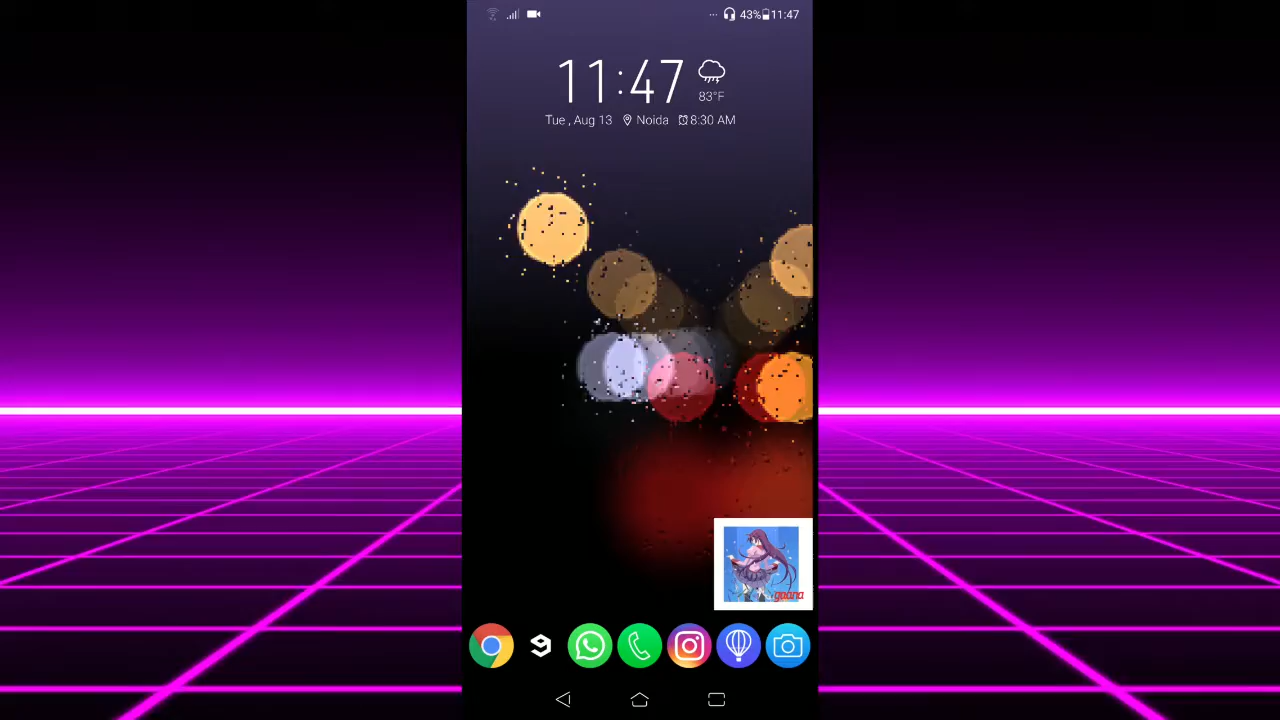 ... 43% 11:47
11:47
83°F
Tue , Aug 13 Noida 8:30 AM
gaana